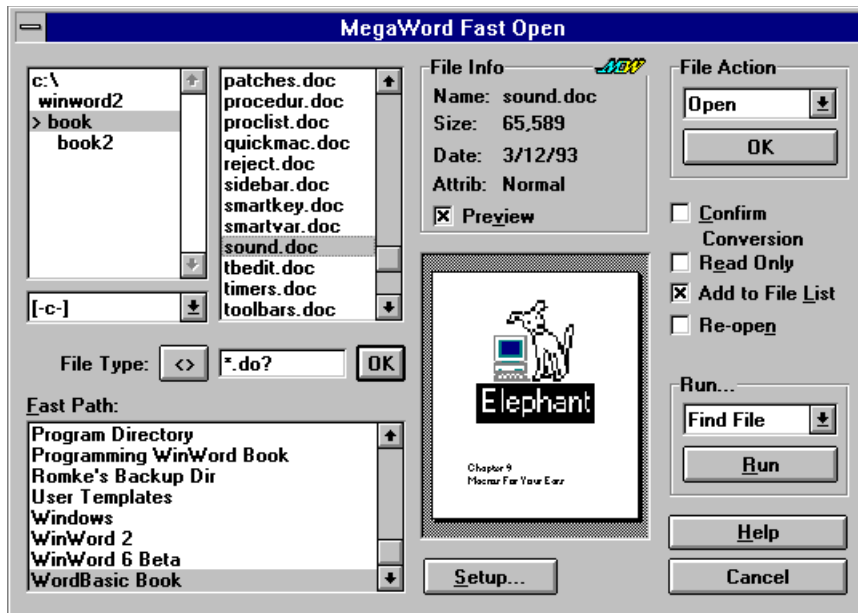 MegaWord Fast Open
c:\
winword2
> book
book2
[-c-]
patches.doc
procedur.doc
proclist.doc
quickmac.doc
reject.doc
sidebar.doc
smartkey.doc
smartvar.doc
sound.doc
tbedit.doc
timers.doc
toolbars.doc
File Type:
<>
*.do?
OK
Fast Path:
Program Directory
Programming WinWord Book
Romke's Backup Dir
User Templates
Windows
WinWord 2
WinWord 6 Beta
WordBasic Book
File Info
Name: sound.doc
Size: 65,589
Date: 3/12/93
Attrib: Normal
Preview
Elephant
Chapter 9
Macros For Your Ears
Setup...
File Action
Open
OK
Confirm
Conversion
Read Only
Add to File List
Re-open
Run...
Find File
Run
Help
Cancel